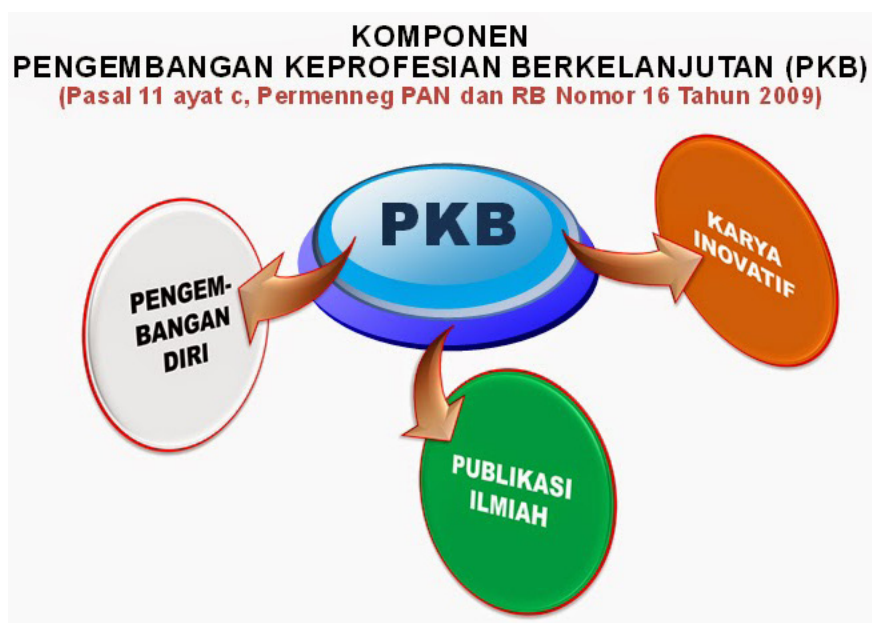 KOMPONEN
PENGEMBANGAN KEPROFESIAN BERKELANJUTAN (PKB)
(Pasal 11 ayat c, Permenneg PAN dan RB Nomor 16 Tahun 2009)
PKB
PENGEM-
BANGAN
DIRI
PUBLIKASI
ILMIAH
KARYA
INOVATIF